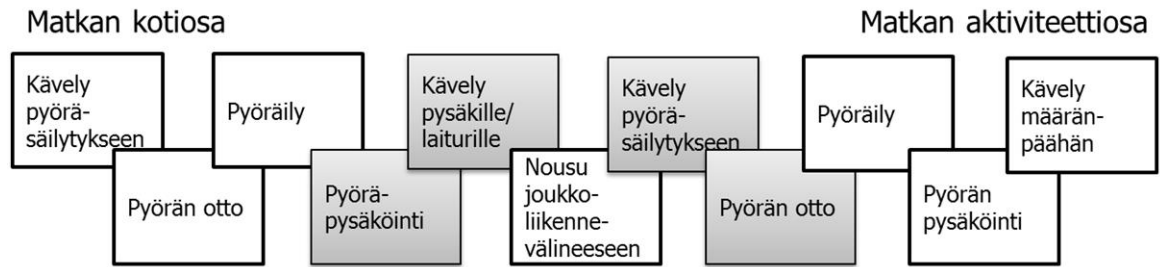 Matkan kotiosa
Matkan aktiviteettiosa
Kävely
pyörä-
säilytykseen
Pyörän otto
Pyöräily
Pyörä-
pysäköinti
Kävely
pysäkille/
laiturille
Nousu
joukko-
liikenne-
välineeseen
Kävely
pyörä-
säilytykseen
Pyörän otto
Pyöräily
Pyörän
pysäköinti
Kävely
määrän-
päähän